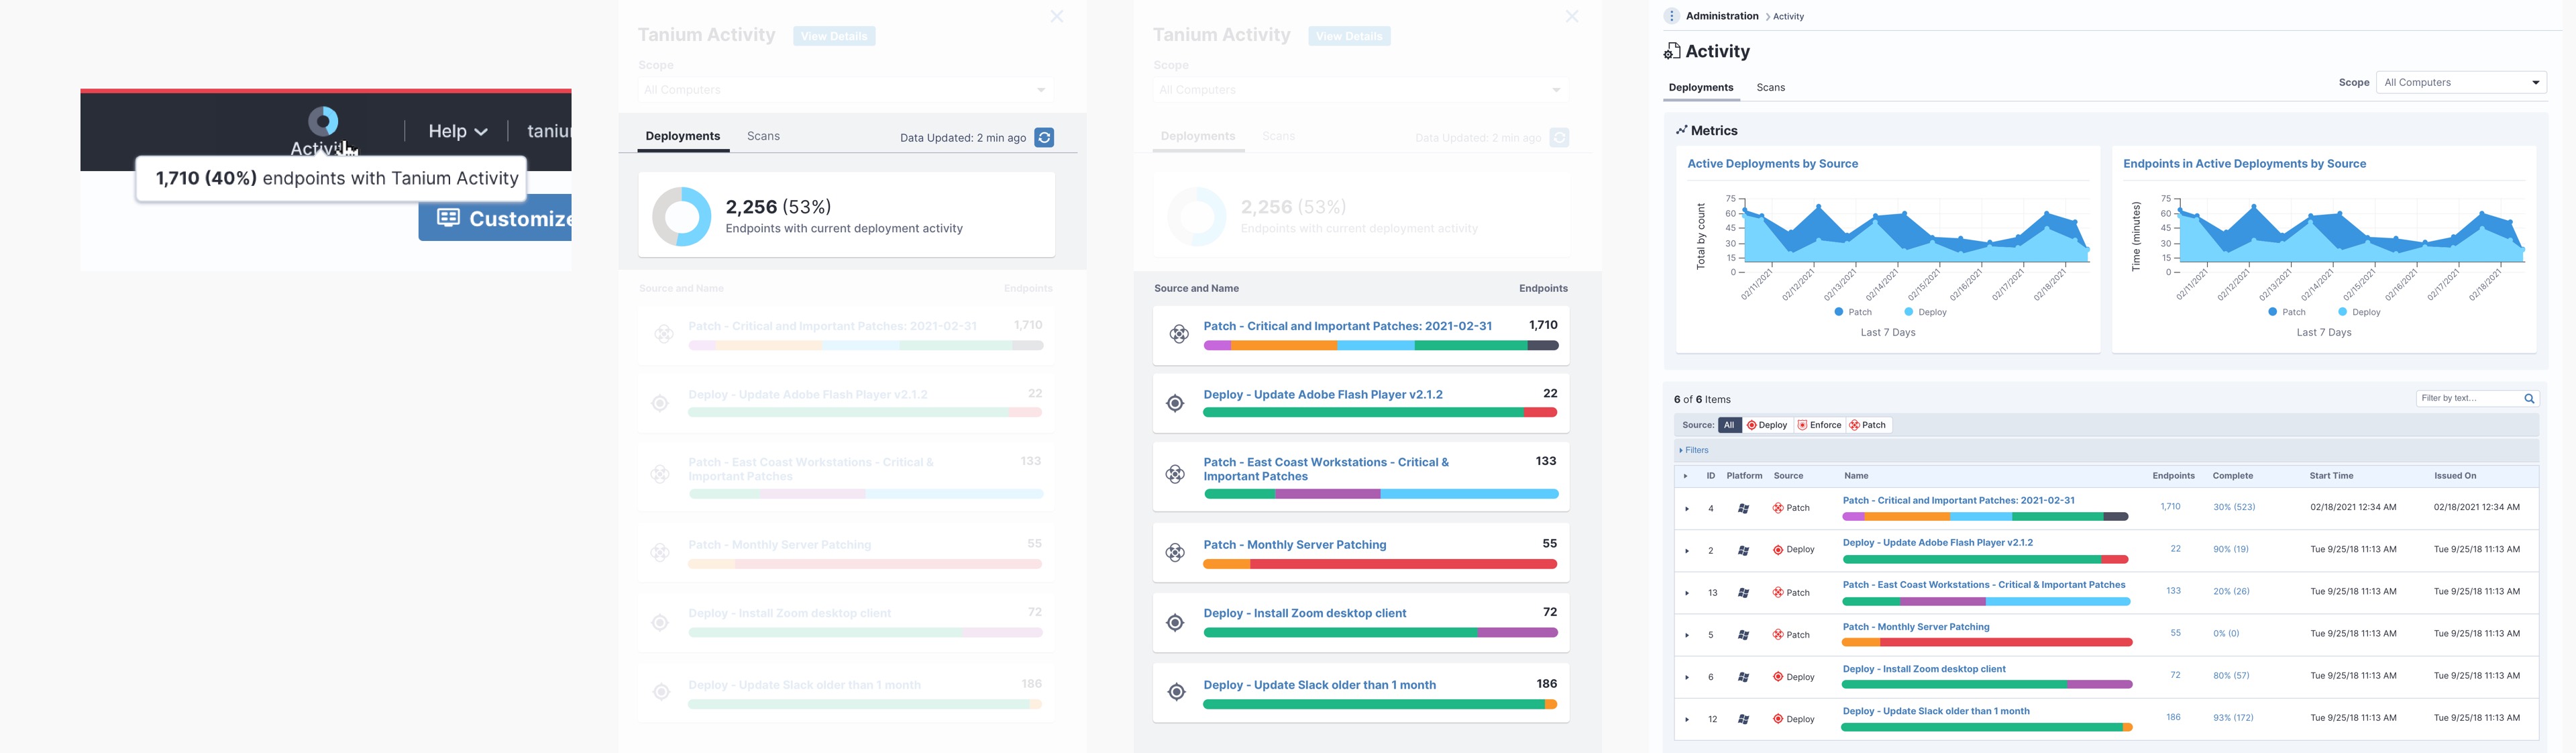 Activity
Help
taniu
1,710 (40%) endpoints with Tanium Activity
Customize
Tanium Activity
View Details
Scope
All Computers
Deployments
Scans
Data Updated: 2 min ago
2,256 (53%)
Endpoints with current deployment activity
Source and Name
Endpoints
Patch - Critical and Important Patches: 2021-02-31
1,710
Deploy - Update Adobe Flash Player v2.1.2
22
Patch - East Coast Workstations - Critical &
Important Patches
133
Patch - Monthly Server Patching
55
Deploy - Install Zoom desktop client
72
Deploy - Update Slack older than 1 month
186
Tanium Activity
View Details
Scope
All Computers
Deployments
Scans
Data Updated: 2 min ago
2,256 (53%)
Endpoints with current deployment activity
Source and Name
Endpoints
Patch - Critical and Important Patches: 2021-02-31
1,710
Deploy - Update Adobe Flash Player v2.1.2
22
Patch - East Coast Workstations - Critical &
Important Patches
133
Patch - Monthly Server Patching
55
Deploy - Install Zoom desktop client
72
Deploy - Update Slack older than 1 month
186
Administration > Activity
Activity
Deployments
Scans
Scope
All Computers
Metrics
Active Deployments by Source
Total by count
75
60
45
30
15
0
02/11/2021
02/12/2021
02/13/2021
02/14/2021
02/15/2021
02/16/2021
02/17/2021
02/18/2021
Patch
Deploy
Last 7 Days
Endpoints in Active Deployments by Source
Time (minutes)
75
60
45
30
15
0
02/11/2021
02/12/2021
02/13/2021
02/14/2021
02/15/2021
02/16/2021
02/17/2021
02/18/2021
Patch
Deploy
Last 7 Days
6 of 6 Items
Filter by text...
Source: All Deploy Enforce Patch
Filters
ID Platform Source Name Endpoints Complete Start Time Issued On
4 Patch Patch - Critical and Important Patches: 2021-02-31 1,710 30% (523) 02/18/2021 12:34 AM 02/18/2021 12:34 AM
2 Deploy Deploy - Update Adobe Flash Player v2.1.2 22 90% (19) Tue 9/25/18 11:13 AM Tue 9/25/18 11:13 AM
13 Patch Patch - East Coast Workstations - Critical & Important Patches 133 20% (26) Tue 9/25/18 11:13 AM Tue 9/25/18 11:13 AM
5 Patch Patch - Monthly Server Patching 55 0% (0) Tue 9/25/18 11:13 AM Tue 9/25/18 11:13 AM
6 Deploy Deploy - Install Zoom desktop client 72 80% (57) Tue 9/25/18 11:13 AM Tue 9/25/18 11:13 AM
12 Deploy Deploy - Update Slack older than 1 month 186 93% (172) Tue 9/25/18 11:13 AM Tue 9/25/18 11:13 AM